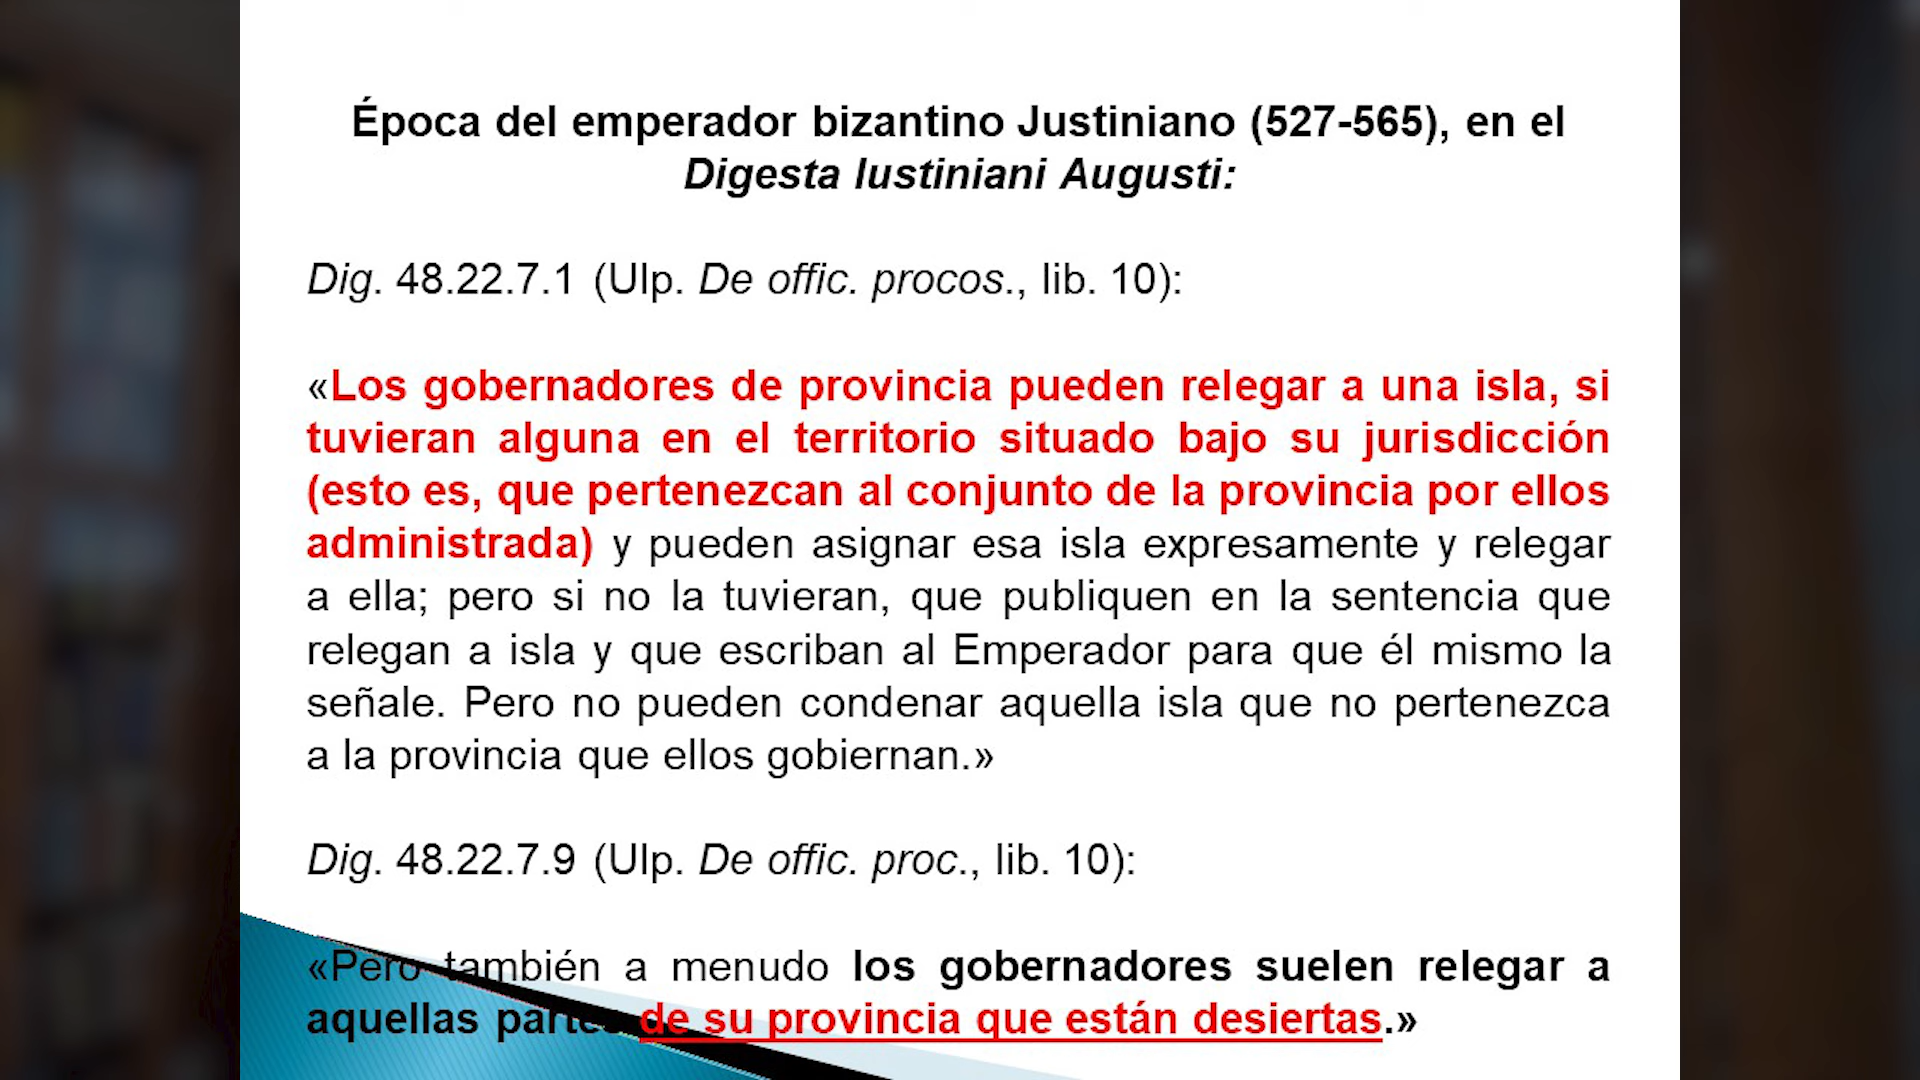 Época del emperador bizantino Justiniano (527-565), en el
Digesta Iustiniani Augusti:
Dig. 48.22.7.1 (Ulp. De offic. procos., lib. 10):
«Los gobernadores de provincia pueden relegar a una isla, si
tuvieran alguna en el territorio situado bajo su jurisdicción
(esto es, que pertenezcan al conjunto de la provincia por ellos
administrada) y pueden asignar esa isla expresamente y relegar
a ella; pero si no la tuvieran, que publiquen en la sentencia que
relegan a isla y que escriban al Emperador para que él mismo la
señale. Pero no pueden condenar aquella isla que no pertenezca
a la provincia que ellos gobiernan.»
Dig. 48.22.7.9 (Ulp. De offic. proc., lib. 10):
«Pero también a menudo los gobernadores suelen relegar a
aquellas partes de su provincia que están desiertas.»